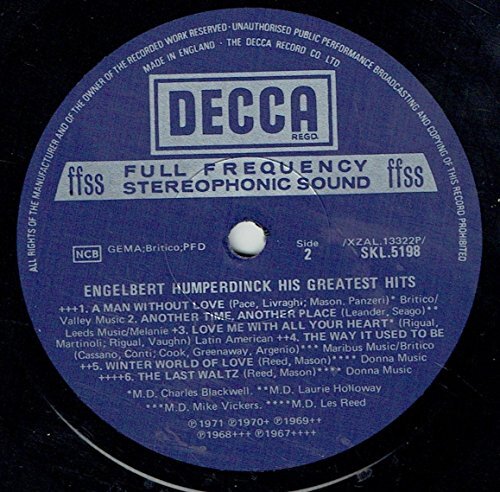 ALL RIGHTS OF THE MANUFACTURER AND OF THE OWNER OF THE RECORDED WORK RESERVED · UNAUTHORISED PUBLIC PERFORMANCE BROADCASTING AND COPYING OF THIS RECORD PROHIBITED
MADE IN ENGLAND · THE DECCA RECORD CO LTD
DECCA
REGD.
ffss FULL FREQUENCY ffss
STEREOPHONIC SOUND
NCB GEMA;Britico;PFD Side /XZAL.13322P/
2 SKL.5198
ENGELBERT HUMPERDINCK HIS GREATEST HITS
+++1. A MAN WITHOUT LOVE (Pace, Livraghi; Mason. Panzeri)* Britico/
Valley Music 2. ANOTHER TIME, ANOTHER PLACE (Leander, Seago)**
Leeds Music/Melanie +3. LOVE ME WITH ALL YOUR HEART* (Rigual,
Martinoli; Rigual, Vaughn) Latin American ++4. THE WAY IT USED TO BE
(Cassano, Conti; Cook, Greenaway, Argenio)*** Maribus Music/Britico
++5. WINTER WORLD OF LOVE (Reed, Mason)**** Donna Music
++++6. THE LAST WALTZ (Reed, Mason)**** Donna Music
*M.D. Charles Blackwell. **M.D. Laurie Holloway
***M.D. Mike Vickers. ****M.D. Les Reed
℗1971 ℗1970+ ℗1969++
℗1968+++ ℗1967++++